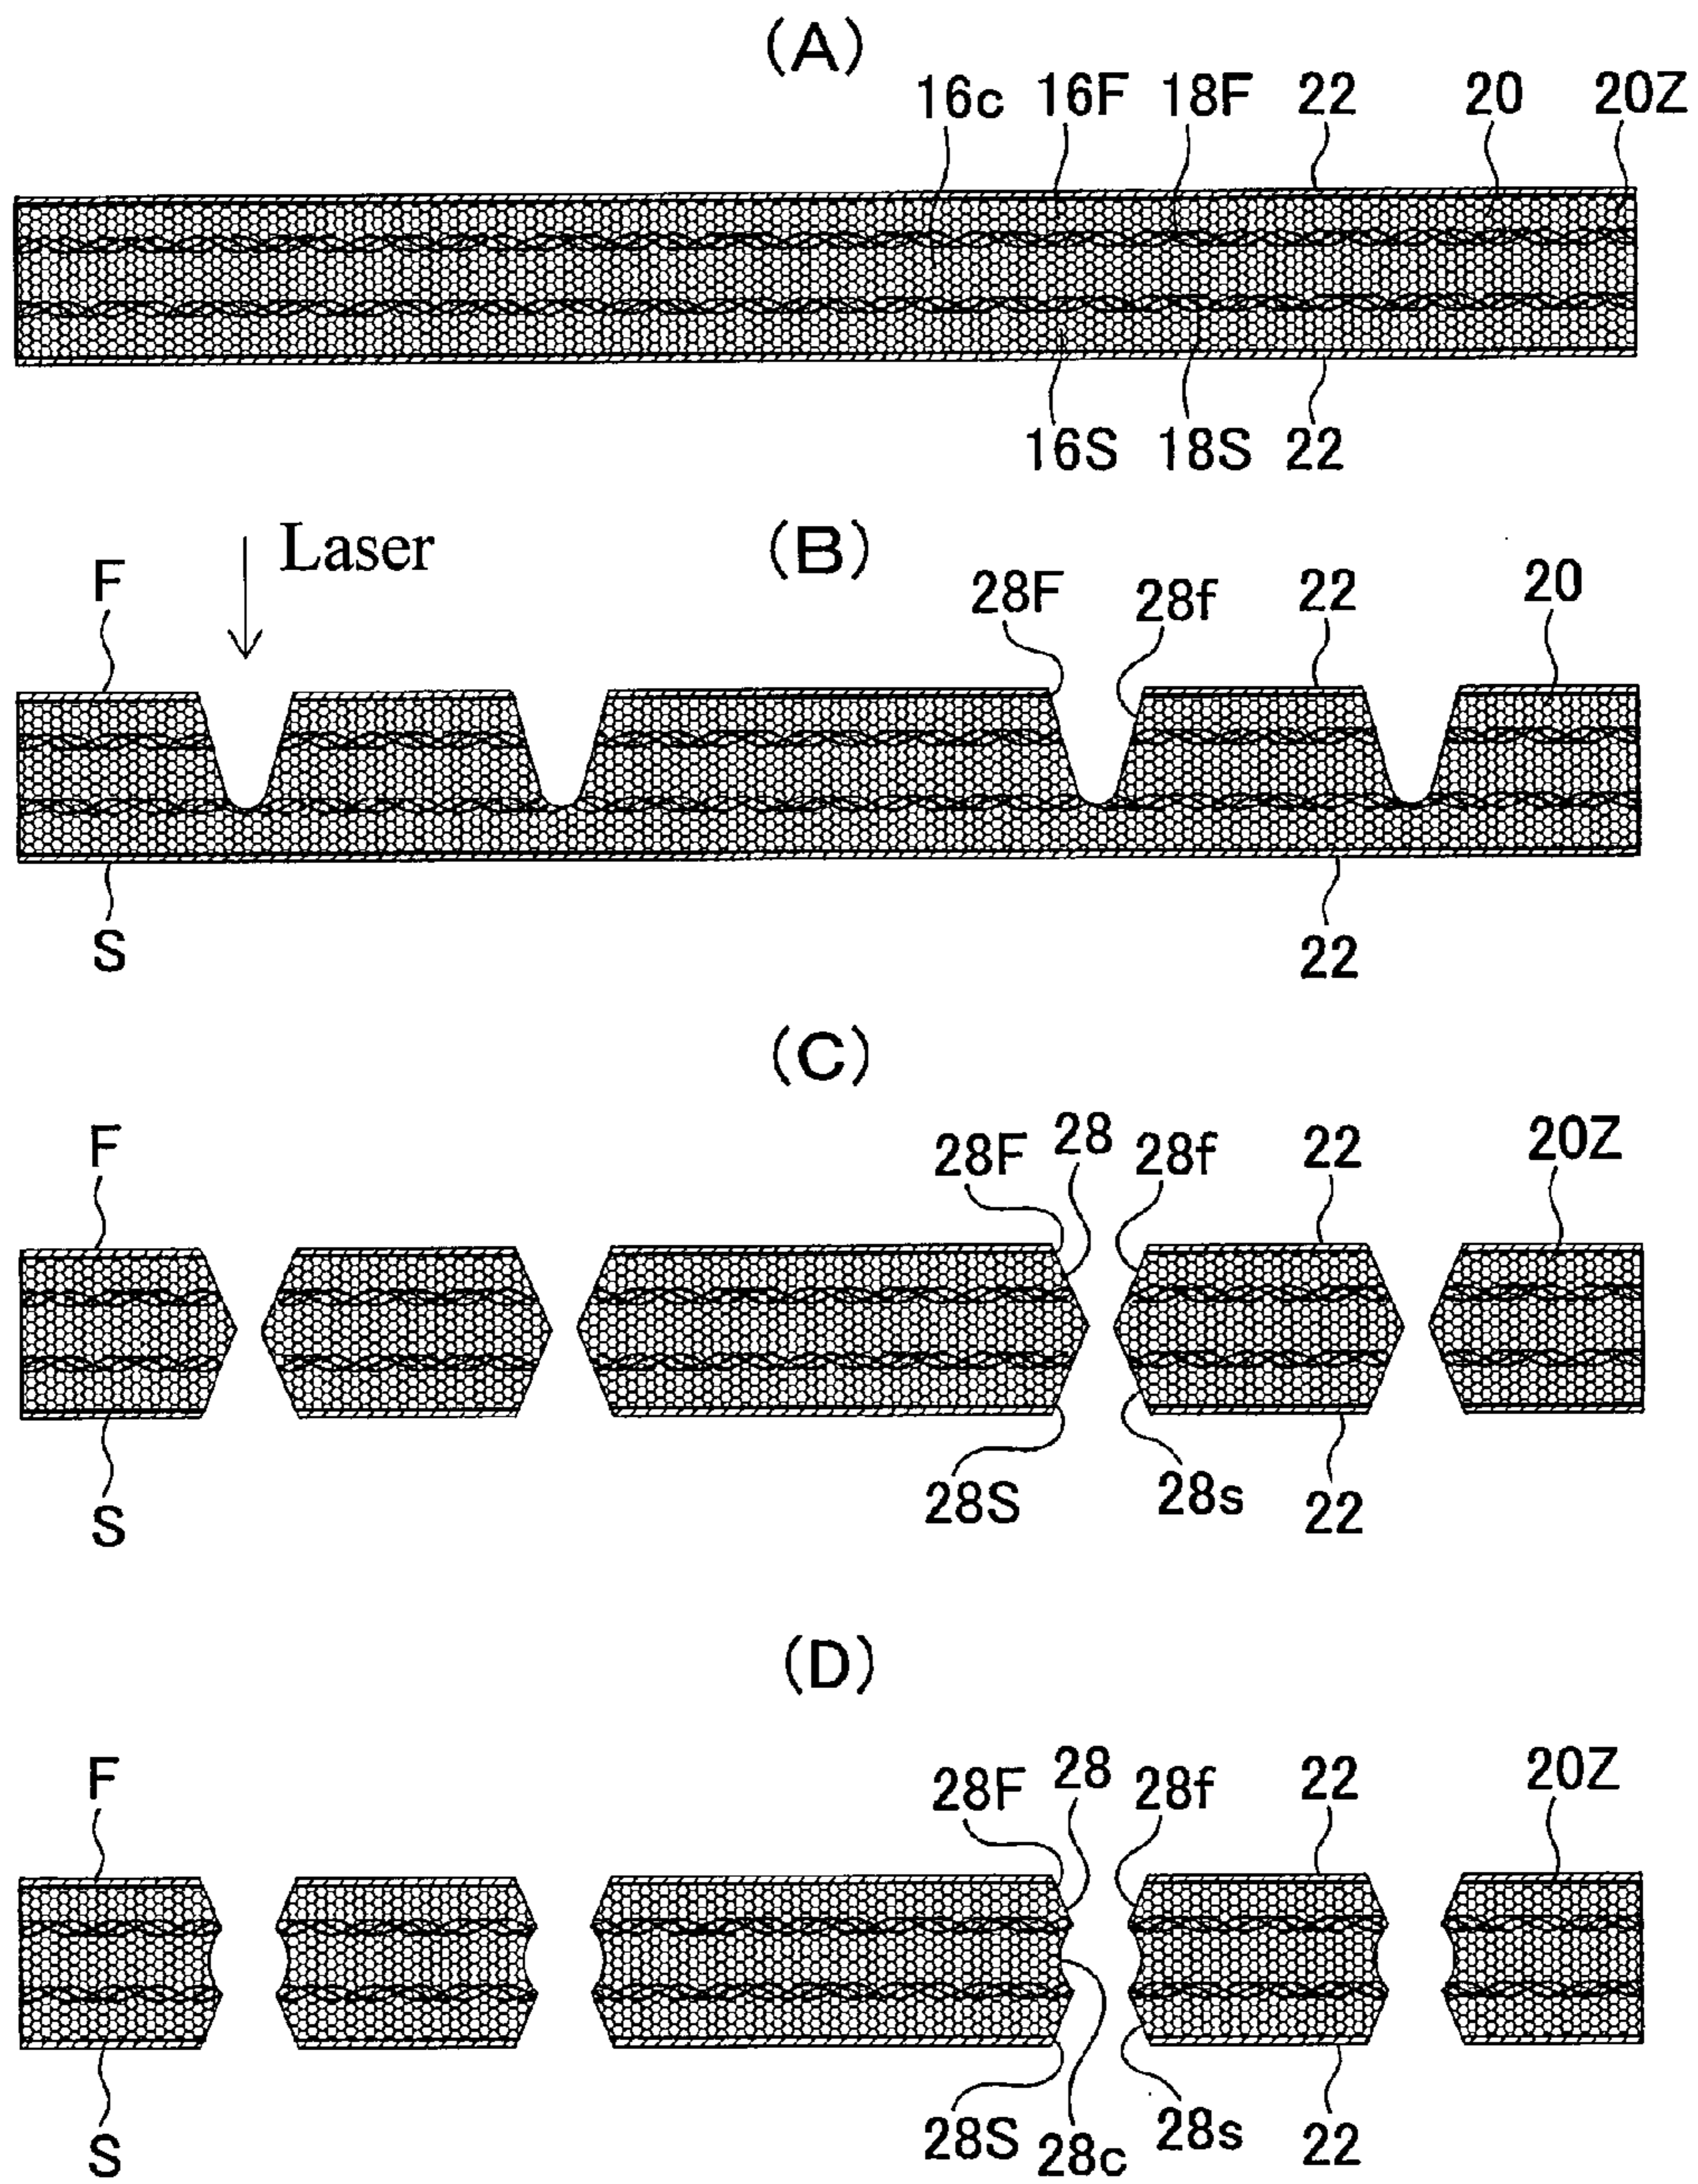 (A)
16c 16F 18F 22 20 20Z
16S 18S 22
Laser (B)
F 28F 28f 22 20
S 22
(C)
F 28F 28 28f 22 20Z
S 28S 28s 22
(D)
F 28F 28 28f 22 20Z
S 28S 28c 28s 22